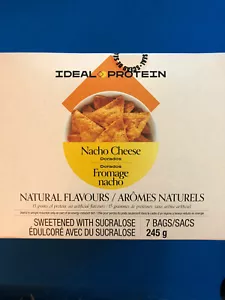 IDEAL PROTEIN
Nacho Cheese
Dorados
Fromage
nacho
NATURAL FLAVOURS / ARÔMES NATURELS
SWEETENED WITH SUCRALOSE 7 BAGS/SACS
ÉDULCORÉ AVEC DU SUCRALOSE 245 g